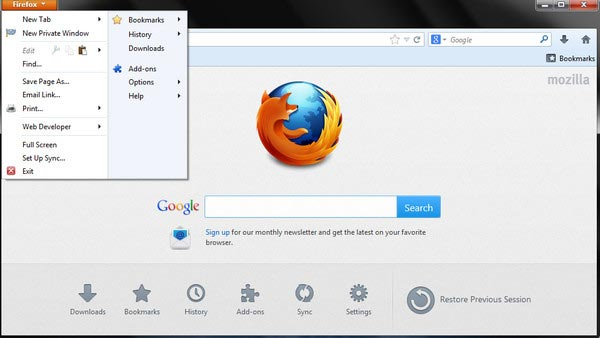 Firefox
New Tab
New Private Window
Edit
Find...
Save Page As...
Email Link...
Print...
Web Developer
Full Screen
Set Up Sync...
Exit
Bookmarks
History
Downloads
Add-ons
Options
Help
Google
Bookmarks
mozilla
Google
Search
Sign up for our monthly newsletter and get the latest on your favorite
browser.
Downloads
Bookmarks
History
Add-ons
Sync
Settings
Restore Previous Session